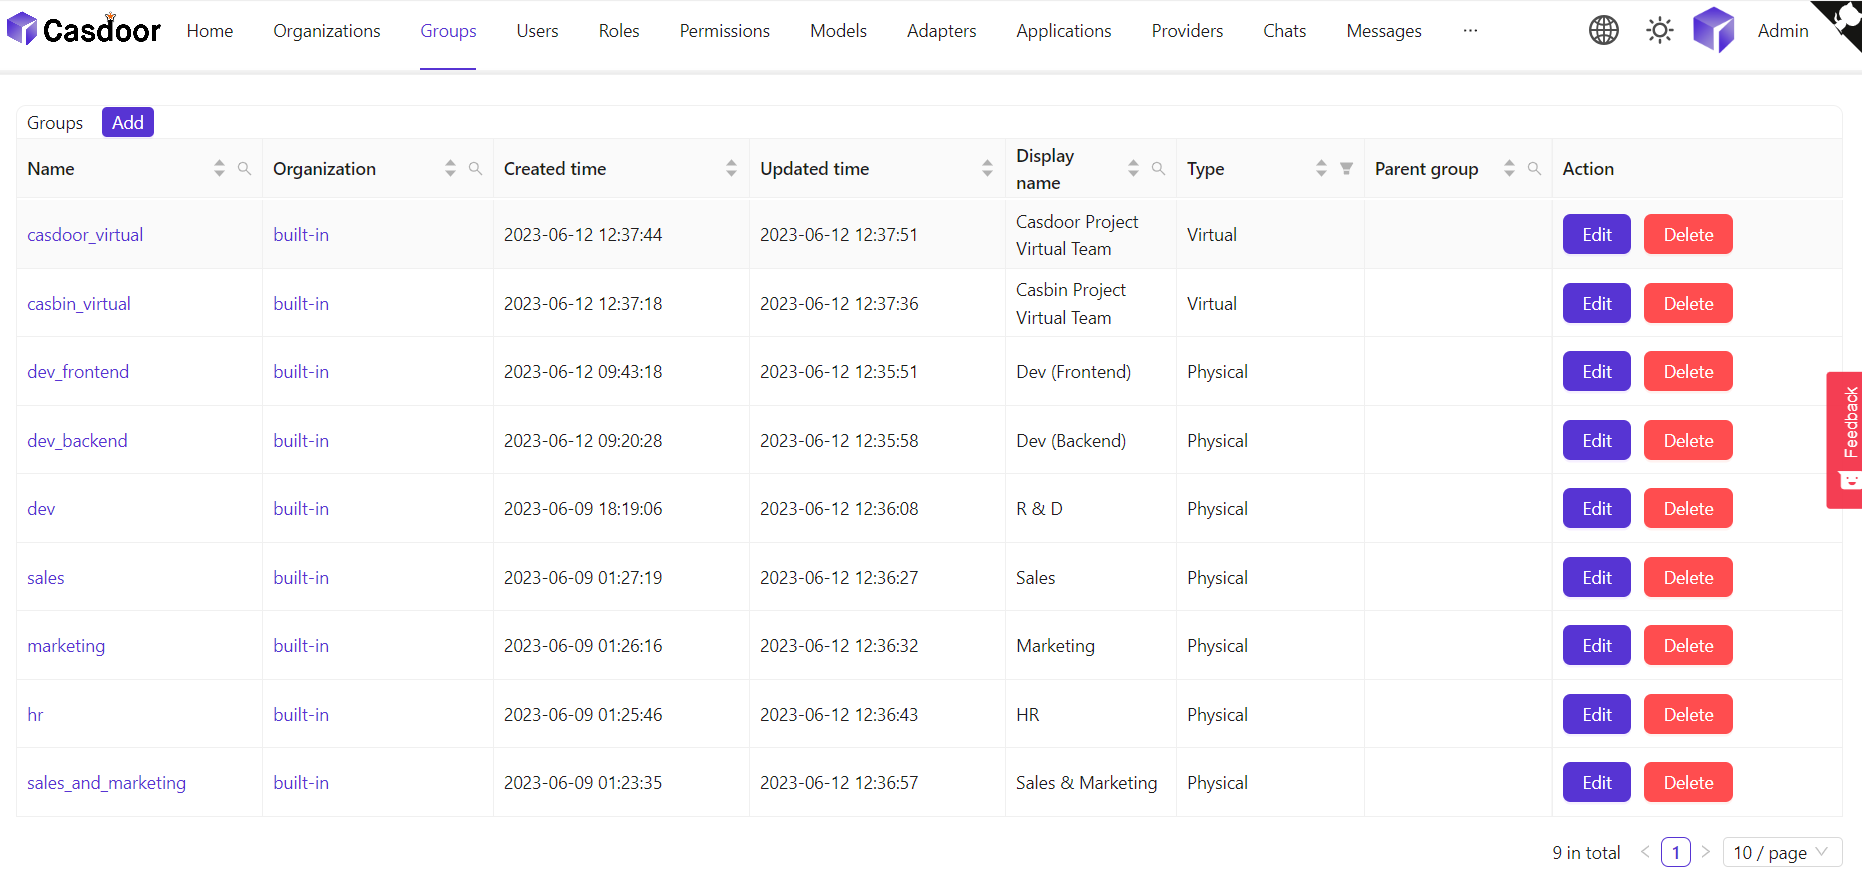 Casdoor Home Organizations Groups Users Roles Permissions Models Adapters Applications Providers Chats Messages ··· Admin
Groups Add
Name Organization Created time Updated time Display name Type Parent group Action
casdoor_virtual built-in 2023-06-12 12:37:44 2023-06-12 12:37:51 Casdoor Project Virtual Team Virtual Edit Delete
casbin_virtual built-in 2023-06-12 12:37:18 2023-06-12 12:37:36 Casbin Project Virtual Team Virtual Edit Delete
dev_frontend built-in 2023-06-12 09:43:18 2023-06-12 12:35:51 Dev (Frontend) Physical Edit Delete
dev_backend built-in 2023-06-12 09:20:28 2023-06-12 12:35:58 Dev (Backend) Physical Edit Delete
dev built-in 2023-06-09 18:19:06 2023-06-12 12:36:08 R & D Physical Edit Delete
sales built-in 2023-06-09 01:27:19 2023-06-12 12:36:27 Sales Physical Edit Delete
marketing built-in 2023-06-09 01:26:16 2023-06-12 12:36:32 Marketing Physical Edit Delete
hr built-in 2023-06-09 01:25:46 2023-06-12 12:36:43 HR Physical Edit Delete
sales_and_marketing built-in 2023-06-09 01:23:35 2023-06-12 12:36:57 Sales & Marketing Physical Edit Delete
Feedback
9 in total < 1 > 10 / page